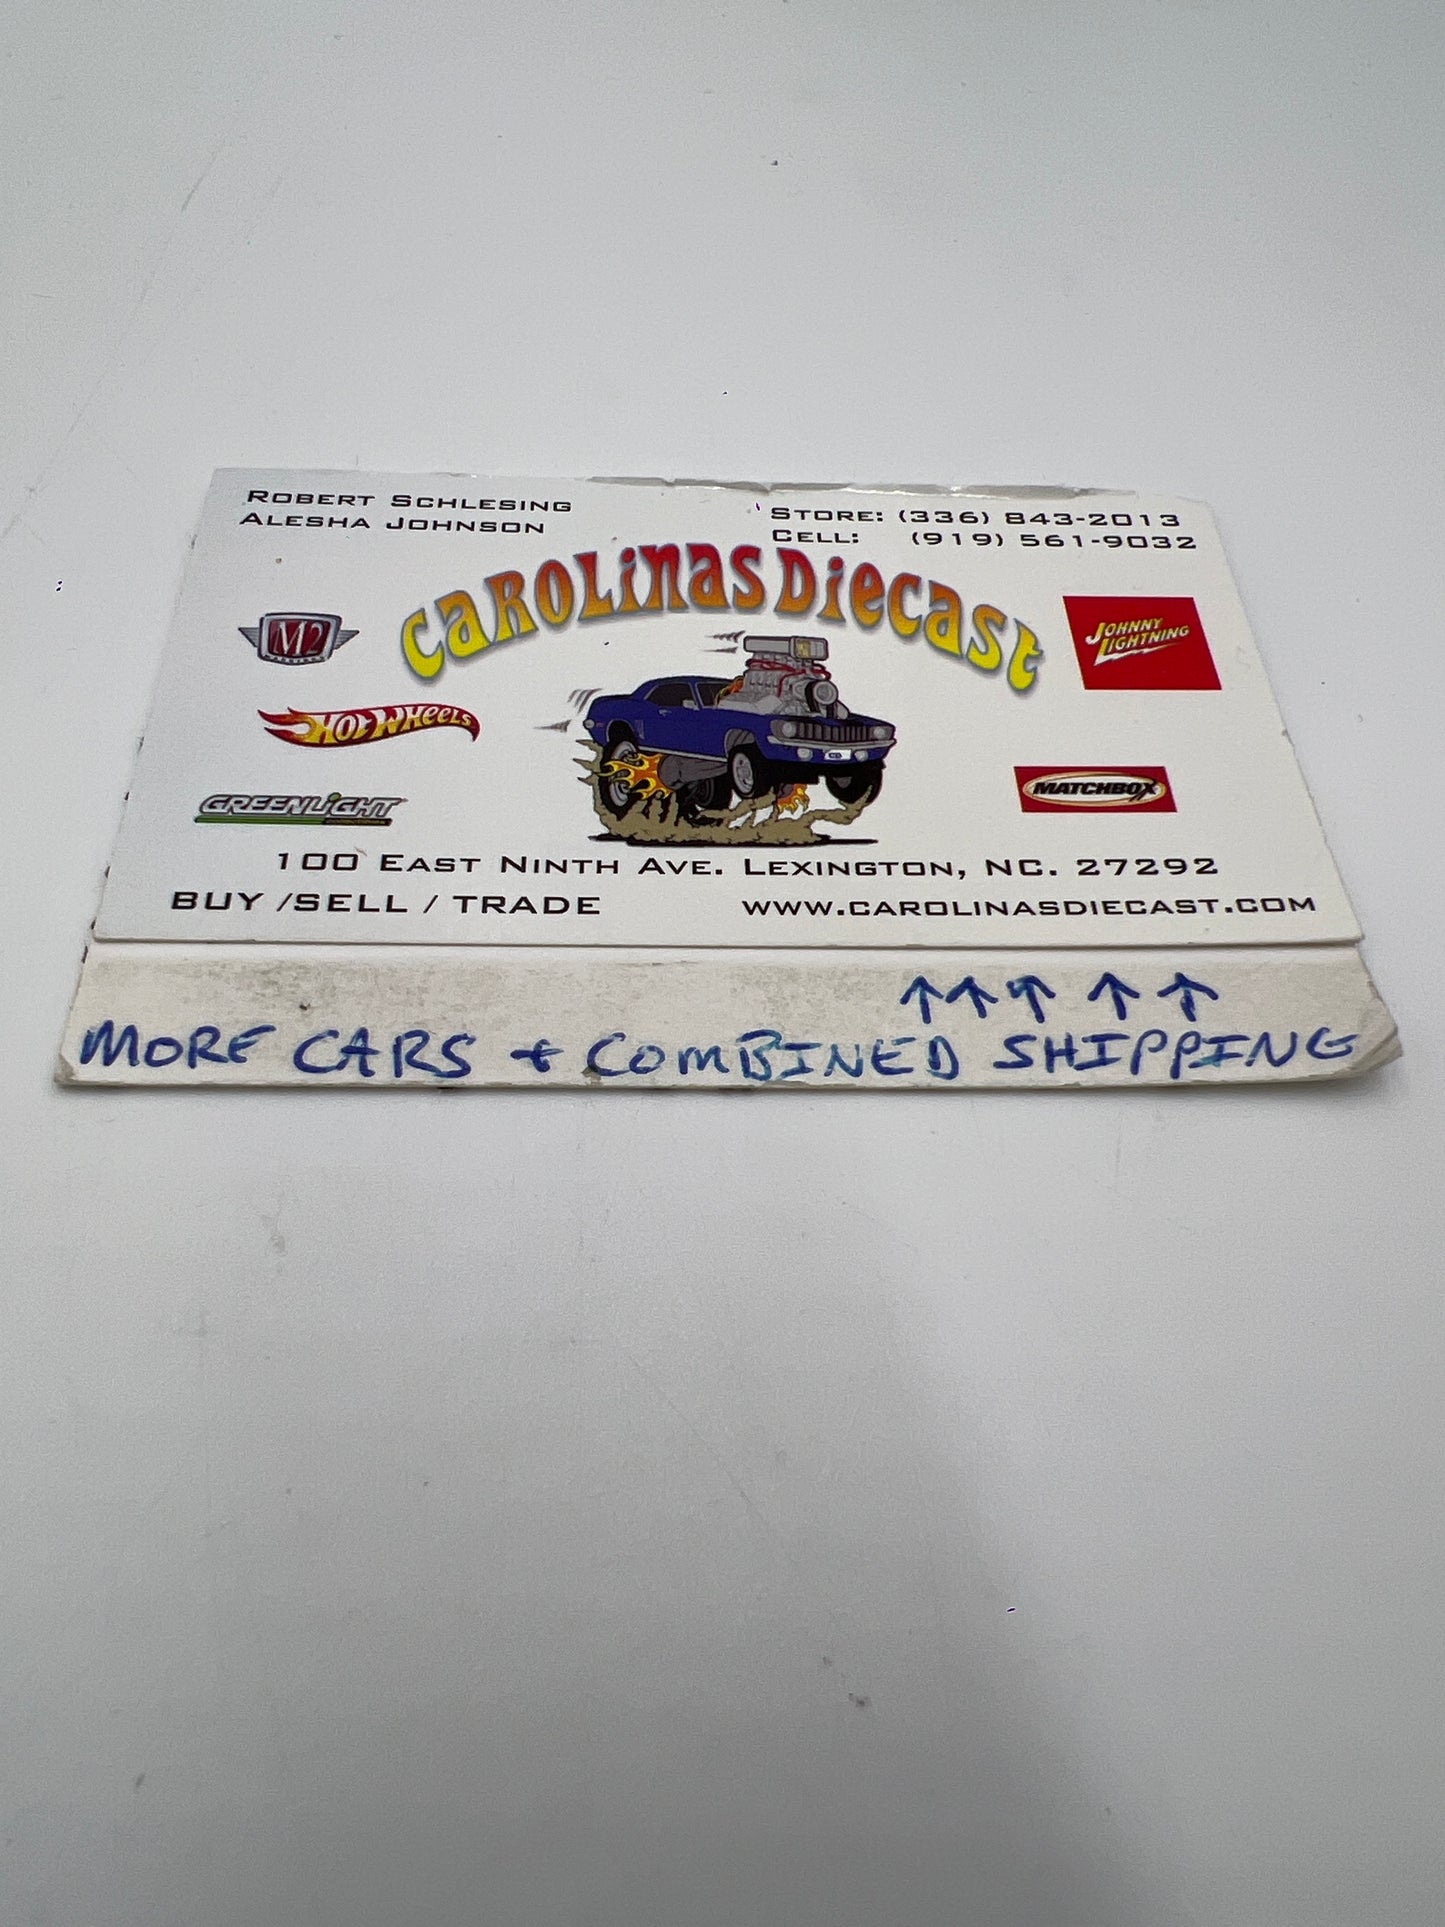 ROBERT SCHLESING
ALESHA JOHNSON
STORE: (336) 843-2013
CELL: (919) 561-9032
CAROLINAS DIECAST
M2
JOHNNY
LIGHTNING
HOT WHEELS
MATCHBOX
GREENLIGHT
100 EAST NINTH AVE. LEXINGTON, NC. 27292
BUY /SELL / TRADE
WWW.CAROLINASDIECAST.COM
↑↑↑↑↑
MORE CARS + COMBINED SHIPPING